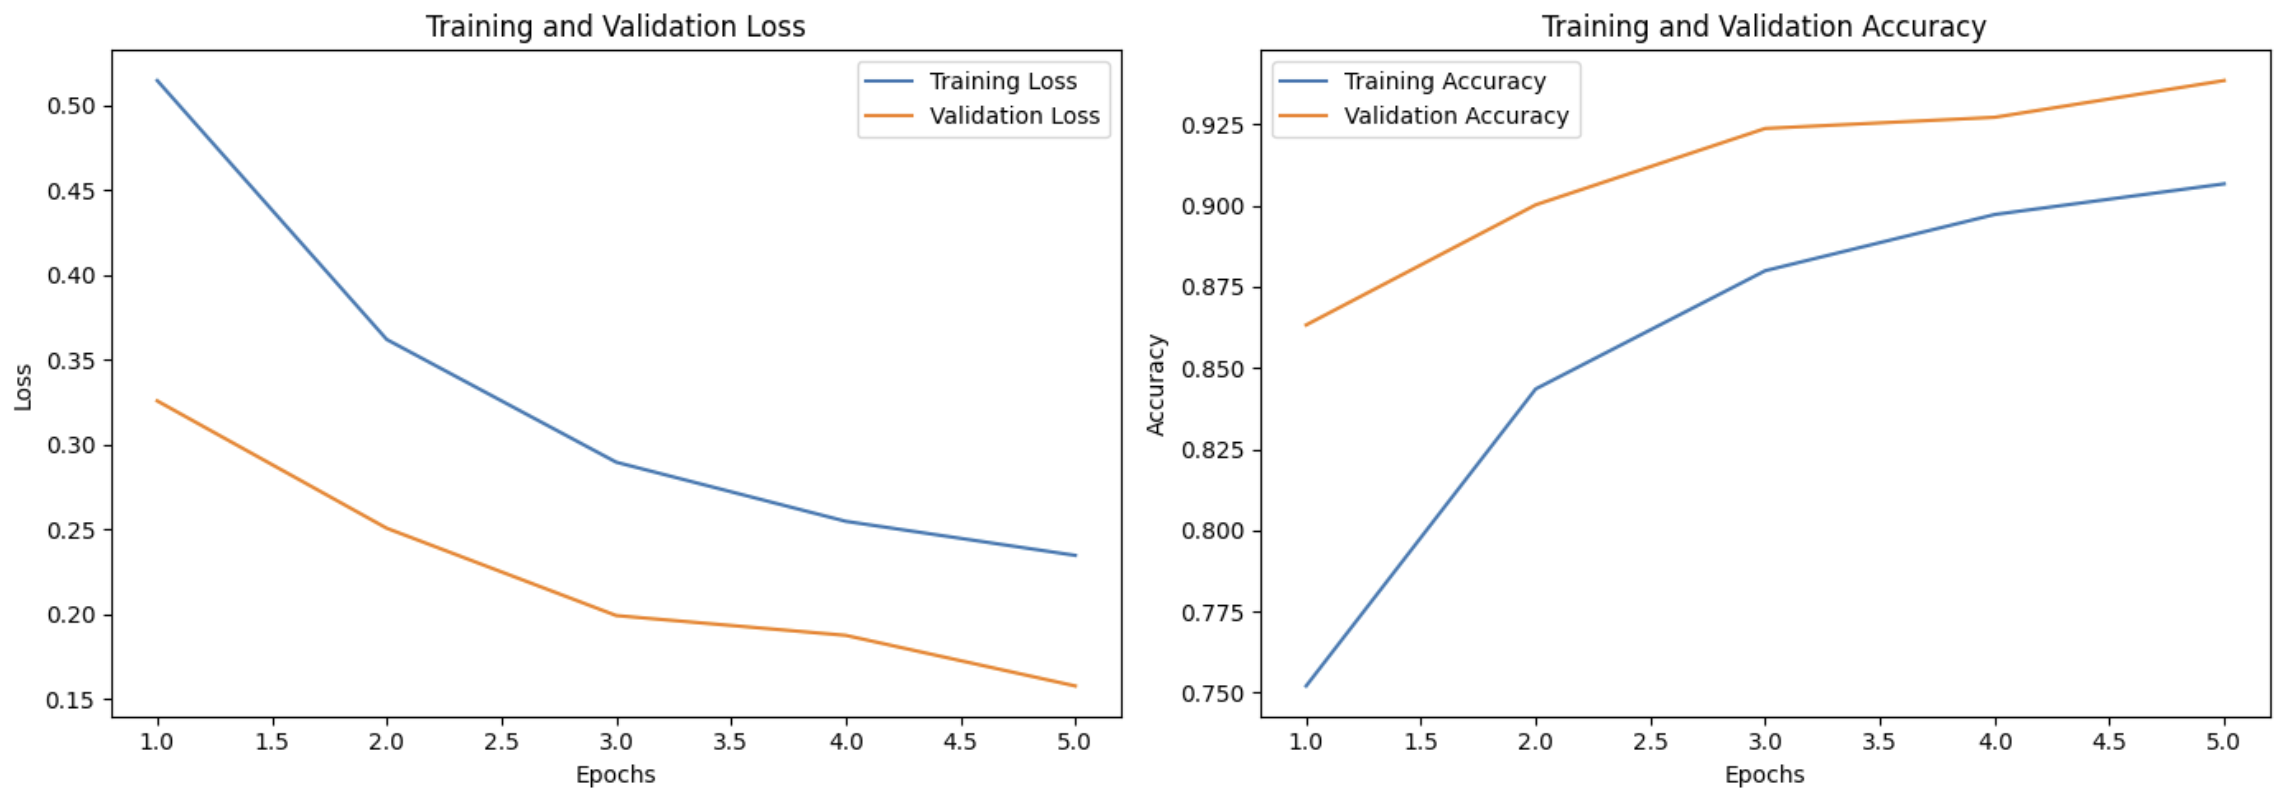 Training and Validation Loss
Training Loss
Validation Loss
0.50
0.45
0.40
0.35
0.30
0.25
0.20
0.15
Loss
1.0 1.5 2.0 2.5 3.0 3.5 4.0 4.5 5.0
Epochs
Training and Validation Accuracy
Training Accuracy
Validation Accuracy
0.925
0.900
0.875
0.850
0.825
0.800
0.775
0.750
Accuracy
1.0 1.5 2.0 2.5 3.0 3.5 4.0 4.5 5.0
Epochs